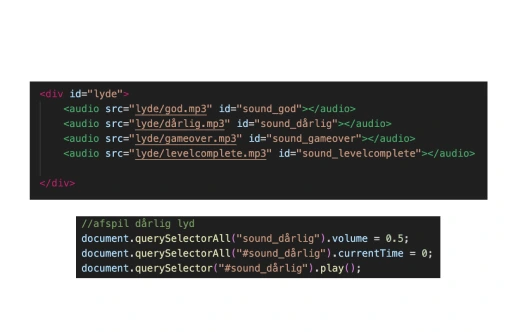 <div id="lyde">
<audio src="lyde/god.mp3" id="sound_god"></audio>
<audio src="lyde/dårlig.mp3" id="sound_dårlig"></audio>
<audio src="lyde/gameover.mp3" id="sound_gameover"></audio>
<audio src="lyde/levelcomplete.mp3" id="sound_levelcomplete"></audio>
</div>
//afspil dårlig lyd
document.querySelectorAll("sound_dårlig").volume = 0.5;
document.querySelectorAll("#sound_dårlig").currentTime = 0;
document.querySelector("#sound_dårlig").play();